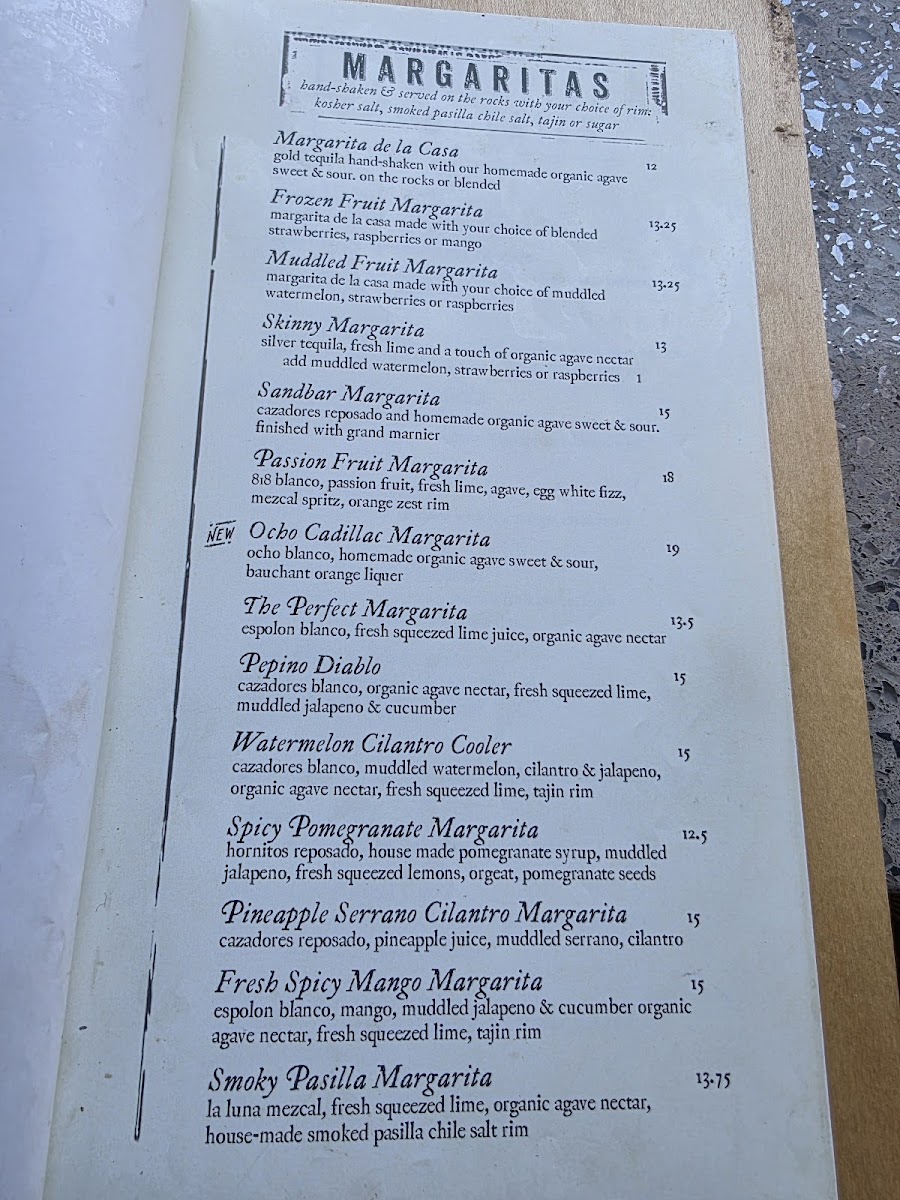 MARGARITAS
hand-shaken & served on the rocks with your choice of rim:
kosher salt, smoked pasilla chile salt, tajin or sugar
Margarita de la Casa 12
gold tequila hand-shaken with our homemade organic agave
sweet & sour. on the rocks or blended
Frozen Fruit Margarita 13.25
margarita de la casa made with your choice of blended
strawberries, raspberries or mango
Muddled Fruit Margarita 13.25
margarita de la casa made with your choice of muddled
watermelon, strawberries or raspberries
Skinny Margarita 13
silver tequila, fresh lime and a touch of organic agave nectar
add muddled watermelon, strawberries or raspberries 1
Sandbar Margarita 15
cazadores reposado and homemade organic agave sweet & sour.
finished with grand marnier
Passion Fruit Margarita 18
818 blanco, passion fruit, fresh lime, agave, egg white fizz,
mezcal spritz, orange zest rim
NEW Ocho Cadillac Margarita 19
ocho blanco, homemade organic agave sweet & sour,
bauchant orange liquer
The Perfect Margarita 13.5
espolon blanco, fresh squeezed lime juice, organic agave nectar
Pepino Diablo 15
cazadores blanco, organic agave nectar, fresh squeezed lime,
muddled jalapeno & cucumber
Watermelon Cilantro Cooler 15
cazadores blanco, muddled watermelon, cilantro & jalapeno,
organic agave nectar, fresh squeezed lime, tajin rim
Spicy Pomegranate Margarita 12.5
hornitos reposado, house made pomegranate syrup, muddled
jalapeno, fresh squeezed lemons, orgeat, pomegranate seeds
Pineapple Serrano Cilantro Margarita 15
cazadores reposado, pineapple juice, muddled serrano, cilantro
Fresh Spicy Mango Margarita 15
espolon blanco, mango, muddled jalapeno & cucumber organic
agave nectar, fresh squeezed lime, tajin rim
Smoky Pasilla Margarita 13.75
la luna mezcal, fresh squeezed lime, organic agave nectar,
house-made smoked pasilla chile salt rim